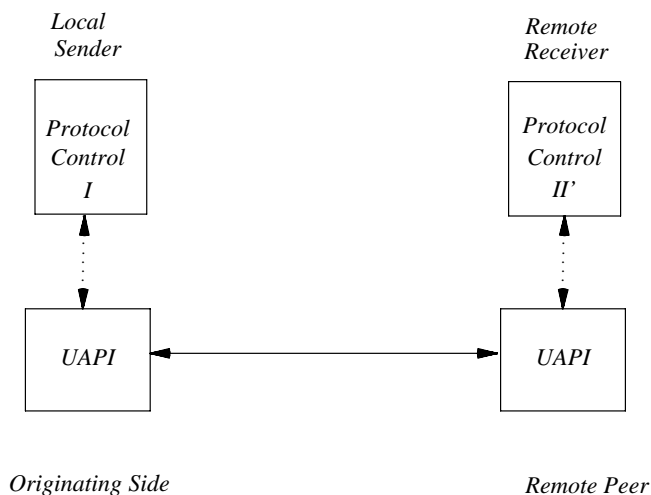 Local
Sender
Remote
Receiver
Protocol
Control
I
Protocol
Control
II’
UAPI
UAPI
Originating Side
Remote Peer